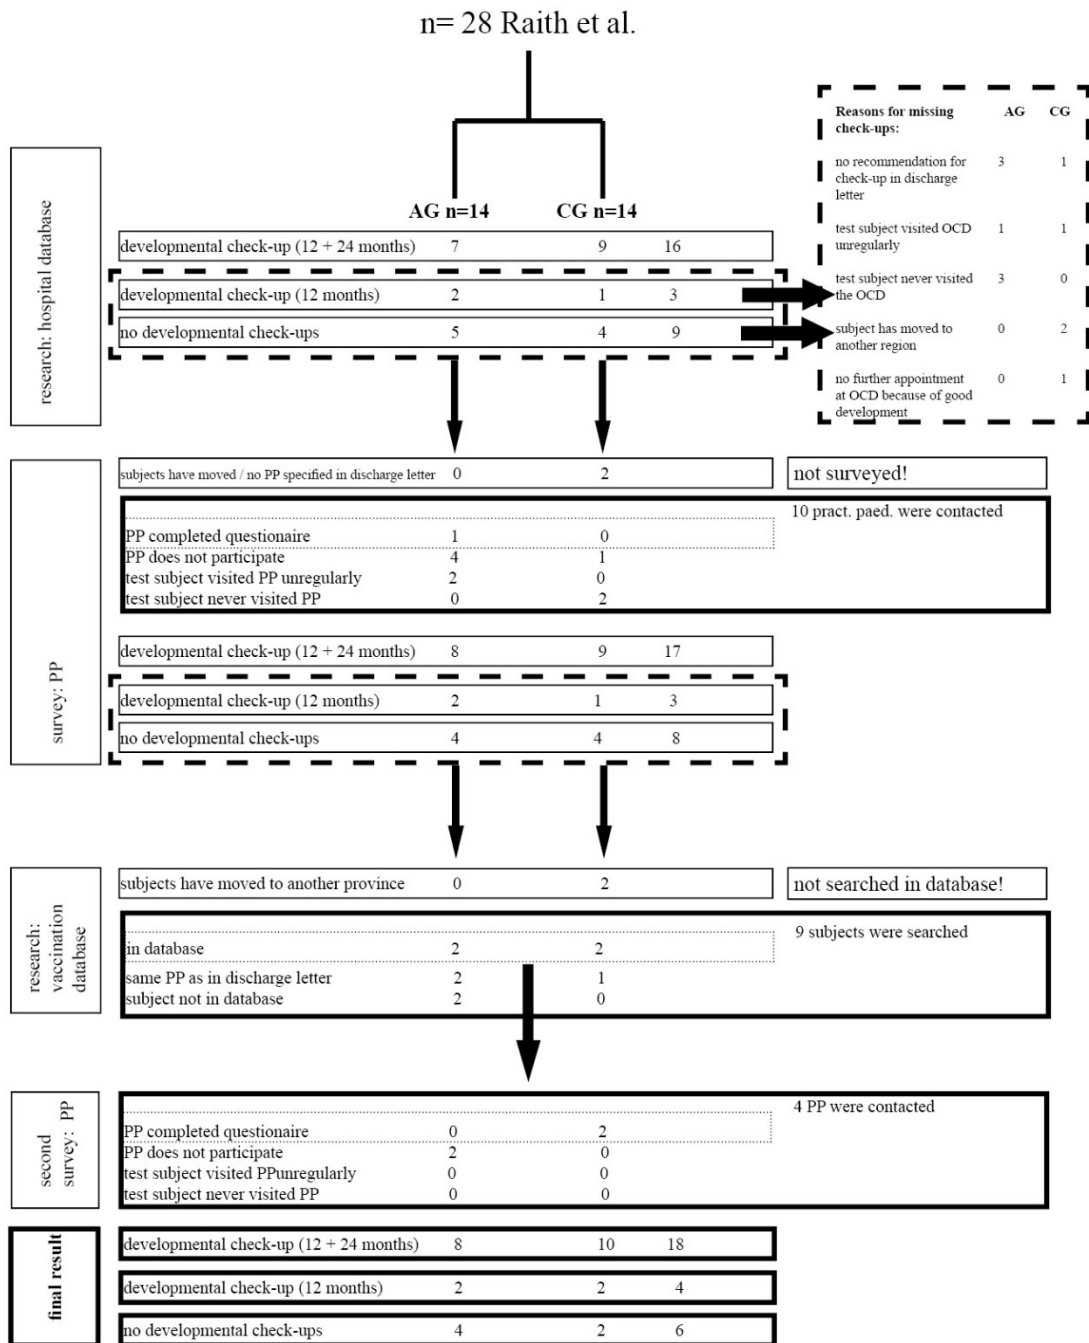 n= 28 Raith et al.
Reasons for missing AG CG
check-ups:
no recommendation for 3 1
check-up in discharge
letter
test subject visited OCD 1 1
unregularly
test subject never visited 3 0
the OCD
subject has moved to 0 2
another region
no further appointment 0 1
at OCD because of good
development
research: hospital database
AG n=14 CG n=14
developmental check-up (12 + 24 months) 7 9 16
developmental check-up (12 months) 2 1 3
no developmental check-ups 5 4 9
survey: PP
subjects have moved / no PP specified in discharge letter 0 2 not surveyed!
10 pract. paed. were contacted
PP completed questionaire 1 0
PP does not participate 4 1
test subject visited PP unregularly 2 0
test subject never visited PP 0 2
developmental check-up (12 + 24 months) 8 9 17
developmental check-up (12 months) 2 1 3
no developmental check-ups 4 4 8
research:
vaccination
database
subjects have moved to another province 0 2 not searched in database!
9 subjects were searched
in database 2 2
same PP as in discharge letter 2 1
subject not in database 2 0
second
survey: PP
4 PP were contacted
PP completed questionaire 0 2
PP does not participate 2 0
test subject visited PPunregularly 0 0
test subject never visited PP 0 0
final result
developmental check-up (12 + 24 months) 8 10 18
developmental check-up (12 months) 2 2 4
no developmental check-ups 4 2 6